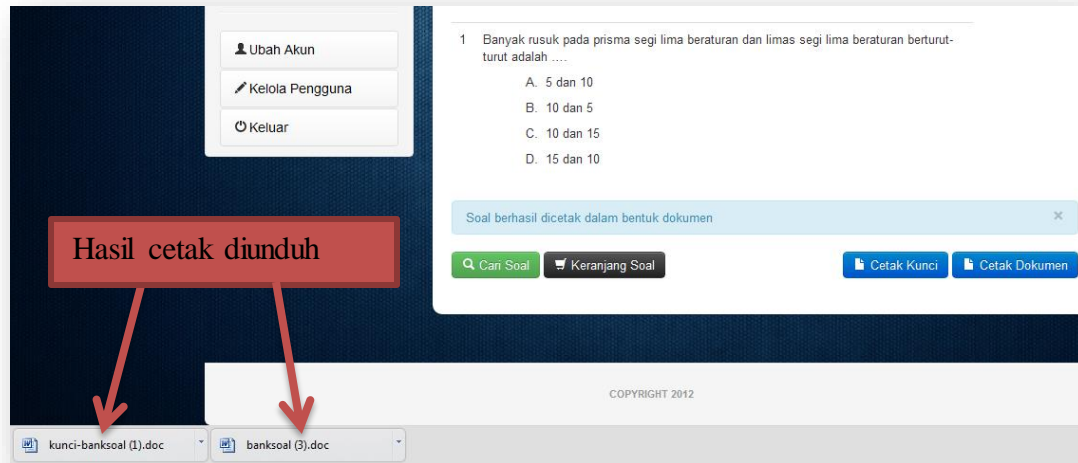 Ubah Akun
Kelola Pengguna
Keluar
1 Banyak rusuk pada prisma segi lima beraturan dan limas segi lima beraturan berturut-
turut adalah ....
A. 5 dan 10
B. 10 dan 5
C. 10 dan 15
D. 15 dan 10
Soal berhasil dicetak dalam bentuk dokumen ×
Hasil cetak diunduh
Cari Soal Keranjang Soal Cetak Kunci Cetak Dokumen
COPYRIGHT 2012
kunci-banksoal (1).doc banksoal (3).doc